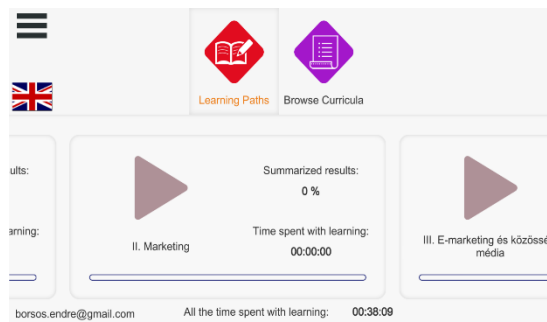 Learning Paths
Browse Curricula
ults:
Summarized results:
0 %
arning:
II. Marketing
Time spent with learning:
00:00:00
III. E-marketing és közössé
média
borsos.endre@gmail.com
All the time spent with learning: 00:38:09